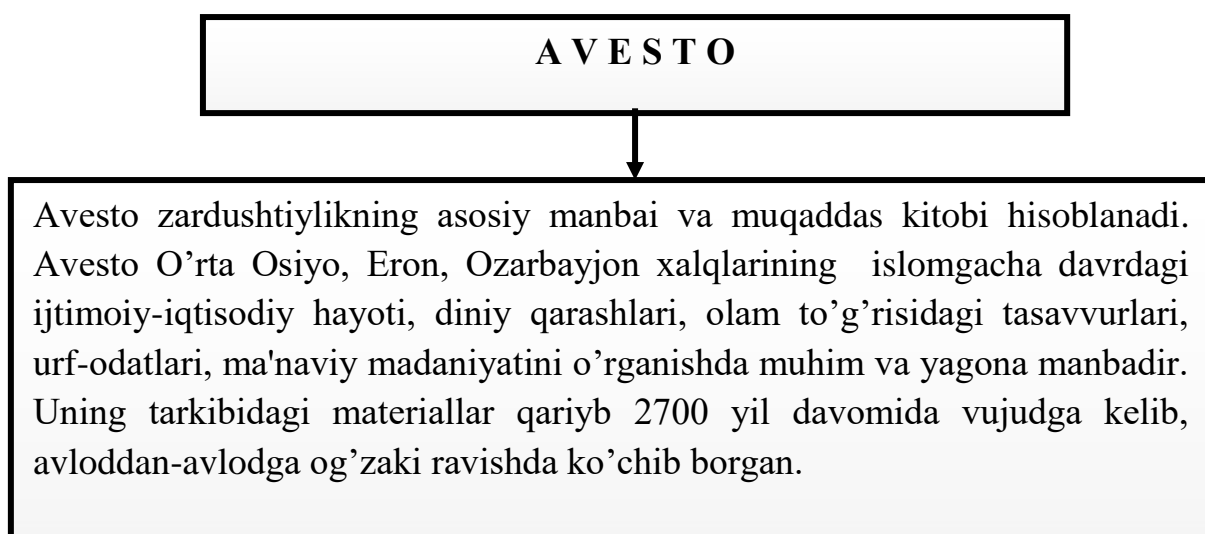 A V E S T O
Avesto zardushtiylikning asosiy manbai va muqaddas kitobi hisoblanadi.
Avesto O’rta Osiyo, Eron, Ozarbayjon xalqlarining islomgacha davrdagi
ijtimoiy-iqtisodiy hayoti, diniy qarashlari, olam to’g’risidagi tasavvurlari,
urf-odatlari, ma'naviy madaniyatini o’rganishda muhim va yagona manbadir.
Uning tarkibidagi materiallar qariyb 2700 yil davomida vujudga kelib,
avloddan-avlodga og’zaki ravishda ko’chib borgan.